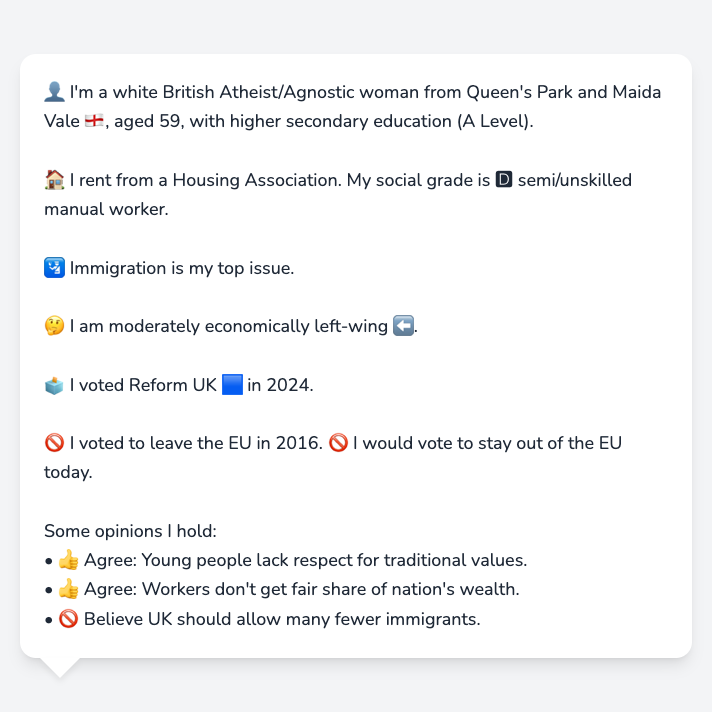 👤 I'm a white British Atheist/Agnostic woman from Queen's Park and Maida
Vale 🏴󠁧󠁢󠁥󠁮󠁧󠁿, aged 59, with higher secondary education (A Level).
🏠 I rent from a Housing Association. My social grade is 🅳 semi/unskilled
manual worker.
🛂 Immigration is my top issue.
🤔 I am moderately economically left-wing ⬅️.
🗳️ I voted Reform UK 🟦 in 2024.
🚫 I voted to leave the EU in 2016. 🚫 I would vote to stay out of the EU
today.
Some opinions I hold:
• 👍 Agree: Young people lack respect for traditional values.
• 👍 Agree: Workers don't get fair share of nation's wealth.
• 🚫 Believe UK should allow many fewer immigrants.